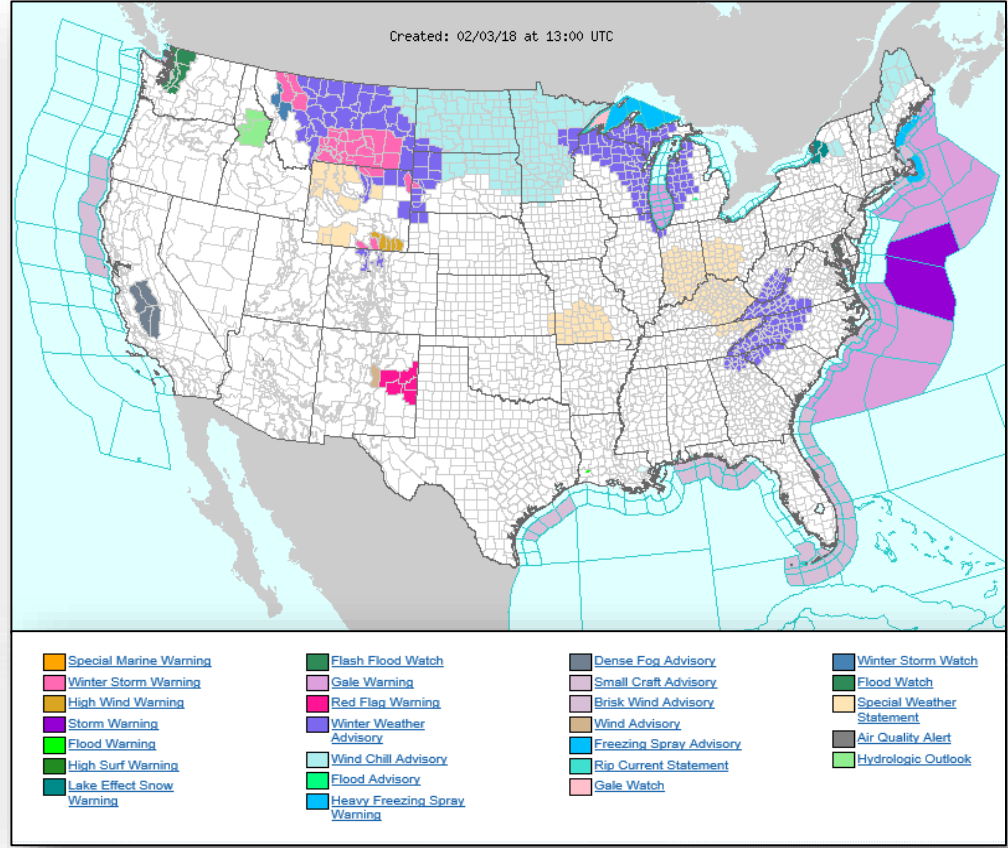 Created: 02/03/18 at 13:00 UTC
Special Marine Warning
Winter Storm Warning
High Wind Warning
Storm Warning
Flood Warning
High Surf Warning
Lake Effect Snow
Warning
Flash Flood Watch
Gale Warning
Red Flag Warning
Winter Weather
Advisory
Wind Chill Advisory
Flood Advisory
Heavy Freezing Spray
Warning
Dense Fog Advisory
Small Craft Advisory
Brisk Wind Advisory
Wind Advisory
Freezing Spray Advisory
Rip Current Statement
Gale Watch
Winter Storm Watch
Flood Watch
Special Weather
Statement
Air Quality Alert
Hydrologic Outlook